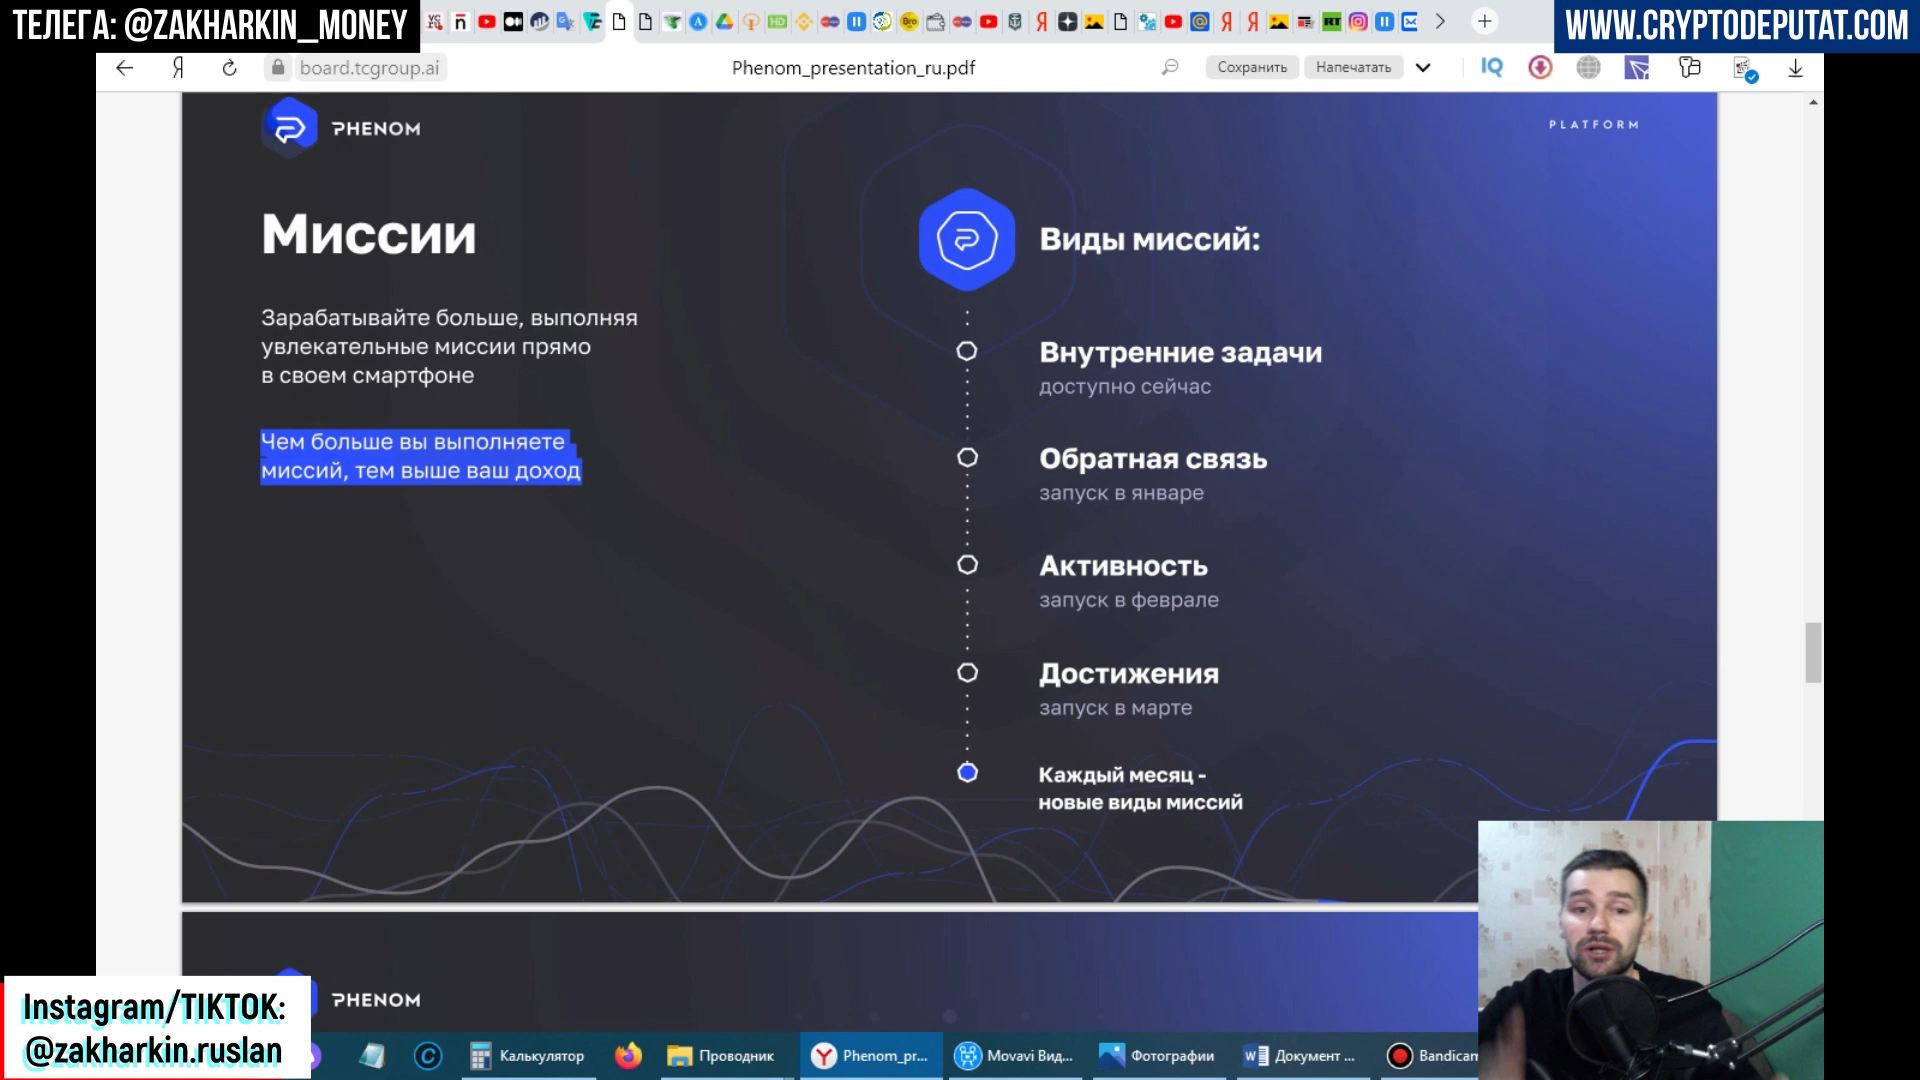 ТЕЛЕГА: @ZAKHARKIN_MONEY
WWW.CRYPTODEPUTAT.COM
board.tcgroup.ai
Phenom_presentation_ru.pdf
Сохранить
Напечатать
PHENOM
PLATFORM
Миссии
Зарабатывайте больше, выполняя
увлекательные миссии прямо
в своем смартфоне
Чем больше вы выполняете
миссий, тем выше ваш доход
Виды миссий:
Внутренние задачи
доступно сейчас
Обратная связь
запуск в январе
Активность
запуск в феврале
Достижения
запуск в марте
Каждый месяц -
новые виды миссий
PHENOM
Instagram/TIKTOK:
@zakharkin.ruslan
Калькулятор
Проводник
Phenom_pr...
Movavi Вид...
Фотографии
Документ ...
Bandicam